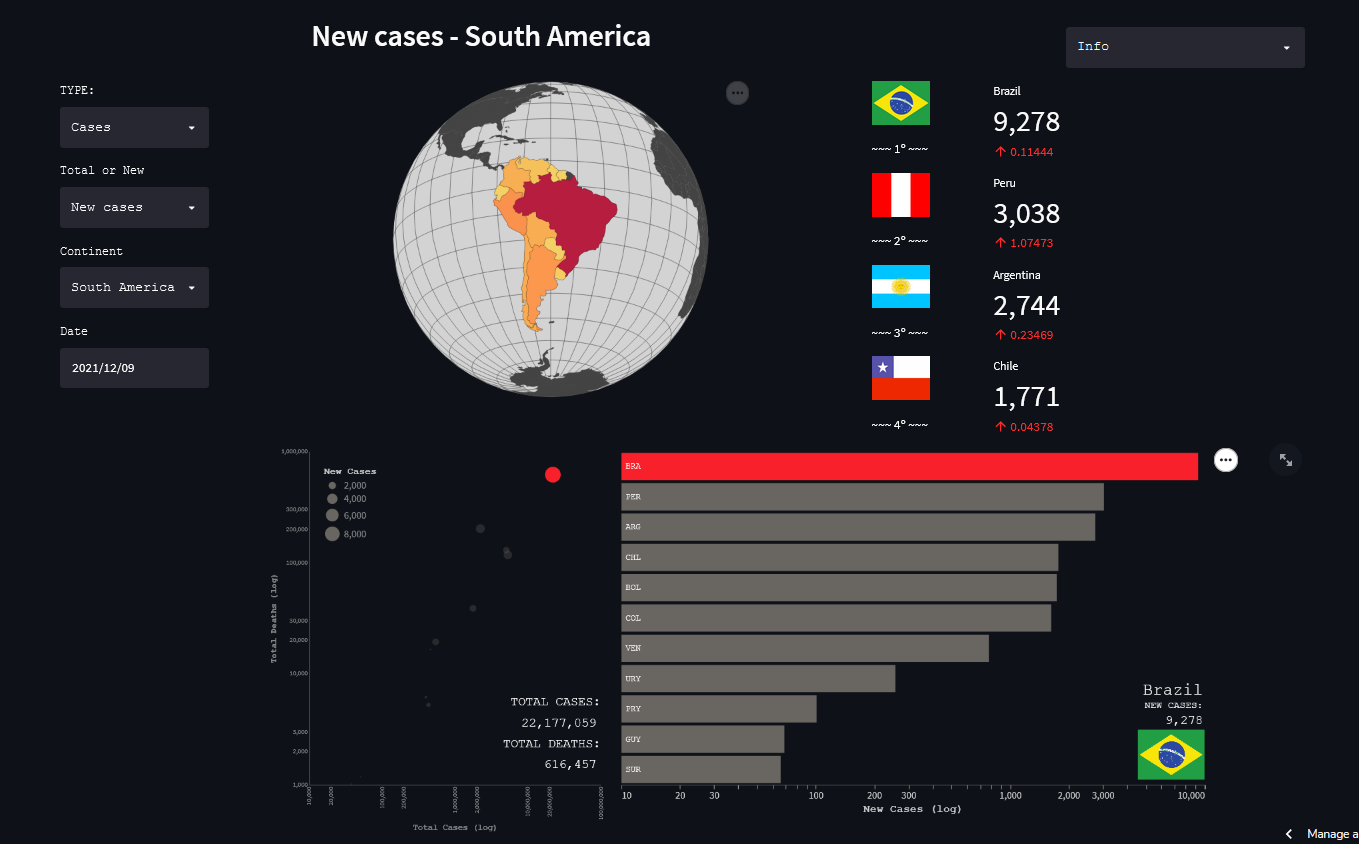 New cases - South America
Info
TYPE:
Cases
Total or New
New cases
Continent
South America
Date
2021/12/09
Brazil
9,278
~~~ 1º ~~~
↑ 0.11444
Peru
3,038
~~~ 2º ~~~
↑ 1.07473
Argentina
2,744
~~~ 3º ~~~
↑ 0.23469
Chile
1,771
~~~ 4º ~~~
↑ 0.04378
New Cases
2,000
4,000
6,000
8,000
1,000,000
300,000
200,000
100,000
30,000
20,000
10,000
3,000
2,000
1,000
Total Deaths (log)
10,000
20,000
100,000
200,000
1,000,000
2,000,000
10,000,000
20,000,000
100,000,000
Total Cases (log)
TOTAL CASES:
22,177,059
TOTAL DEATHS:
616,457
BRA
PER
ARG
CHL
BOL
COL
VEN
URY
PRY
GUY
SUR
10
20
30
100
200
300
1,000
2,000
3,000
10,000
New Cases (log)
Brazil
NEW CASES:
9,278
Manage a